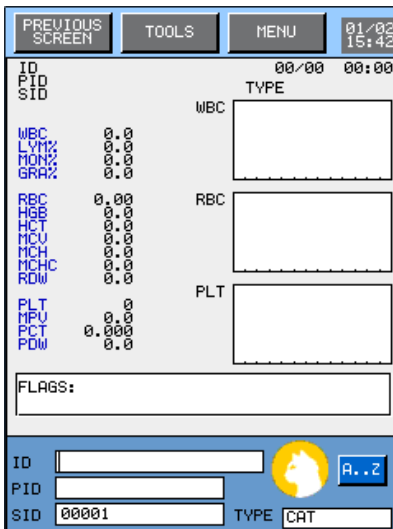 PREVIOUS SCREEN TOOLS MENU 01/02 15:42
ID 00/00 00:00
PID TYPE
SID
WBC
WBC 0.0
LYM% 0.0
MON% 0.0
GRA% 0.0
RBC 0.00 RBC
HGB 0.0
HCT 0.0
MCV 0.0
MCH 0.0
MCHC 0.0
RDW 0.0
PLT
PLT 0
MPV 0.0
PCT 0.000
PDW 0.0
FLAGS:
ID A..Z
PID
SID 00001 TYPE CAT